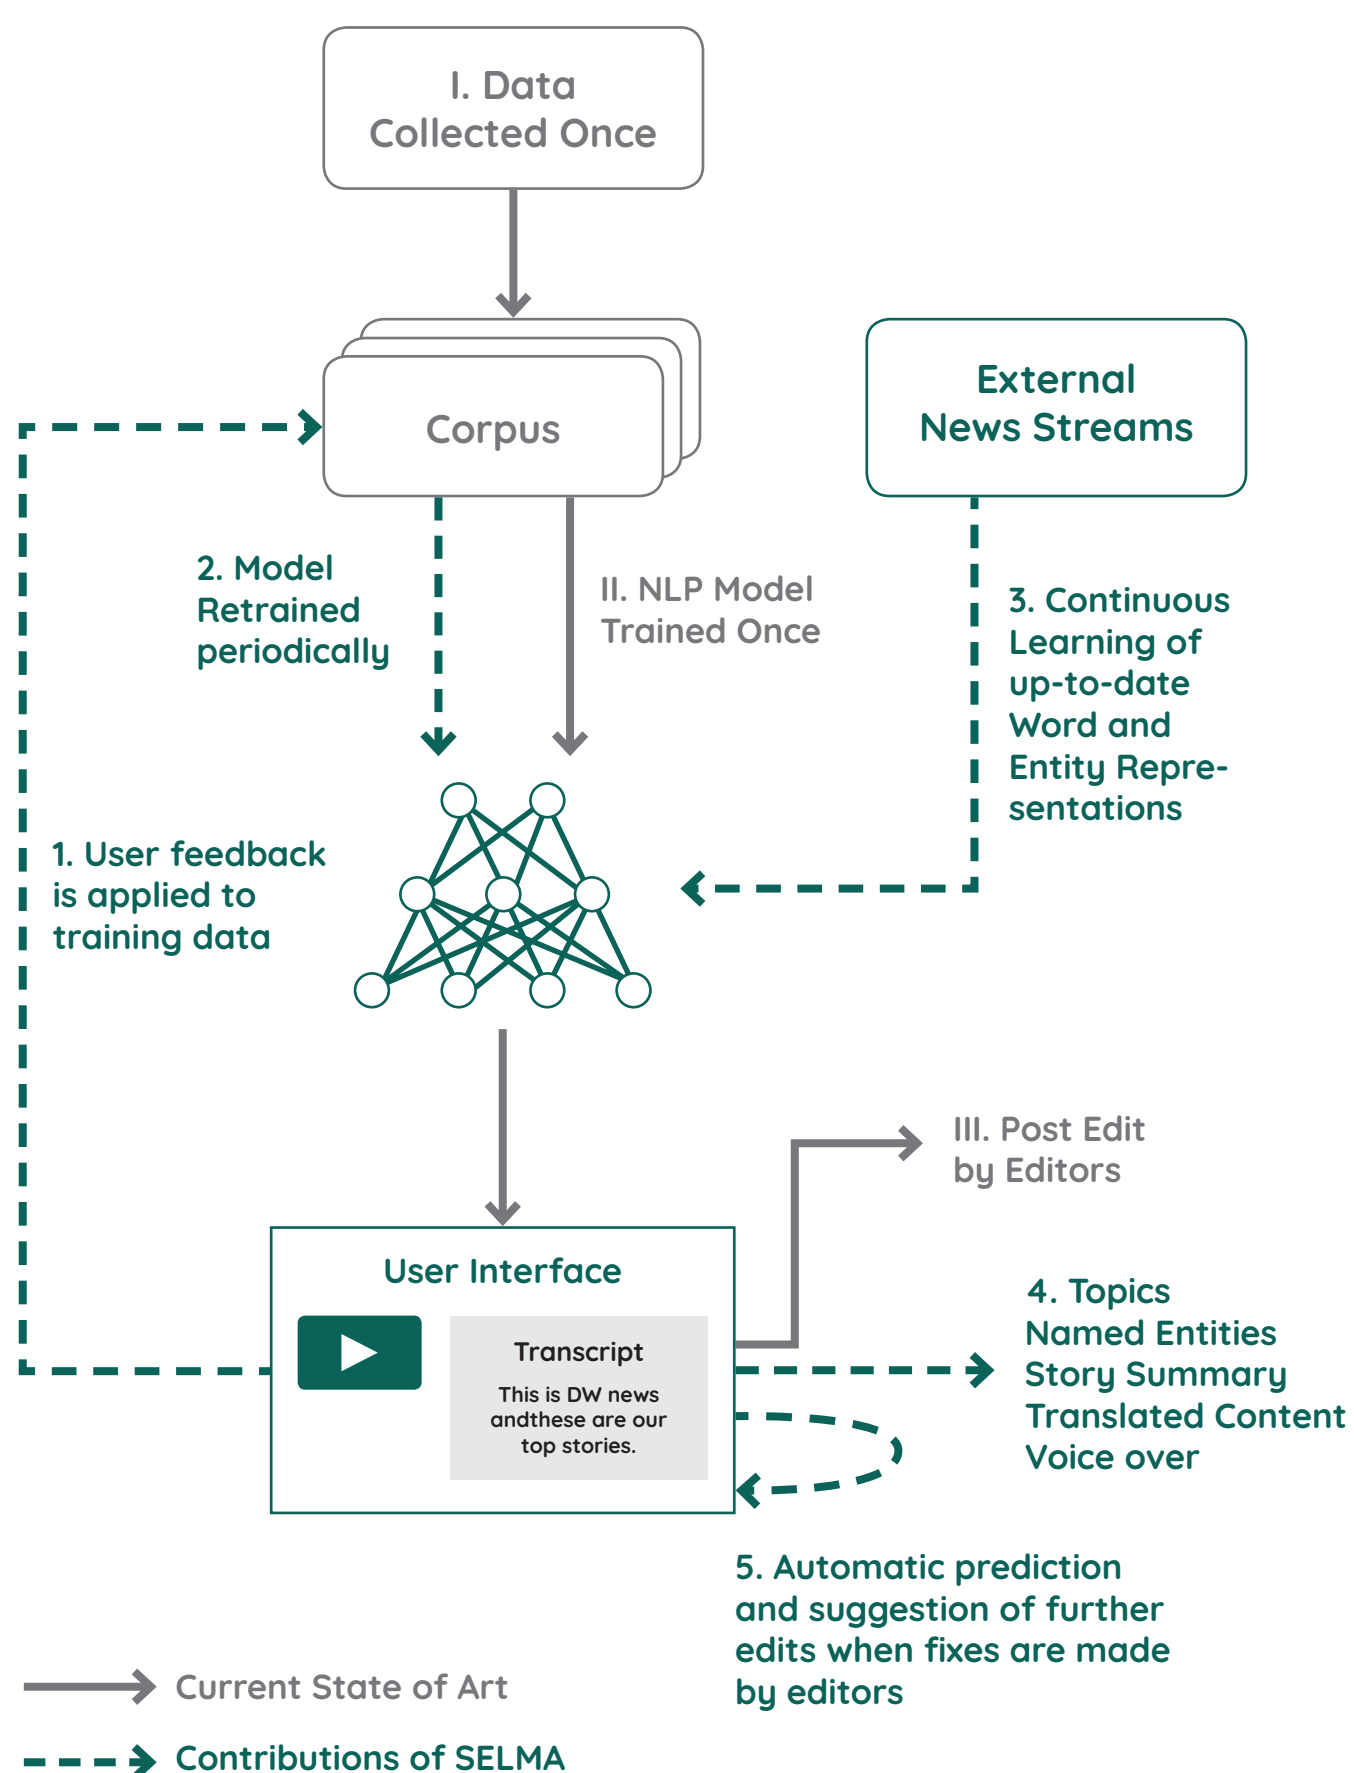 I. Data
Collected Once
Corpus
External
News Streams
2. Model
Retrained
periodically
II. NLP Model
Trained Once
3. Continuous
Learning of
up-to-date
Word and
Entity Repre-
sentations
1. User feedback
is applied to
training data
III. Post Edit
by Editors
User Interface
Transcript
This is DW news
andthese are our
top stories.
4. Topics
Named Entities
Story Summary
Translated Content
Voice over
5. Automatic prediction
and suggestion of further
edits when fixes are made
by editors
Current State of Art
Contributions of SELMA